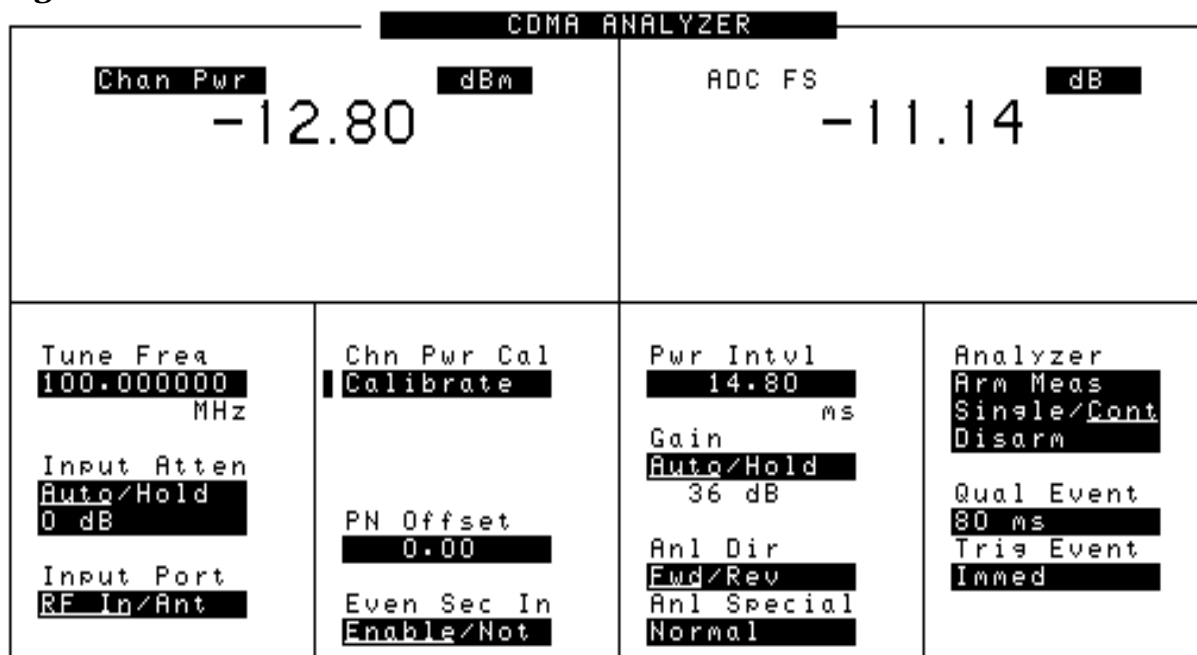 CDMA ANALYZER
Chan Pwr dBm
-12.80
ADC FS dB
-11.14
Tune Freq
100.000000
MHz
Input Atten
Auto/Hold
0 dB
Input Port
RF In/Ant
Chn Pwr Cal
Calibrate
PN Offset
0.00
Even Sec In
Enable/Not
Pwr Intvl
14.80
ms
Gain
Auto/Hold
36 dB
Anl Dir
Fwd/Rev
Anl Special
Normal
Analyzer
Arm Meas
Single/Cont
Disarm
Qual Event
80 ms
Trig Event
Immed